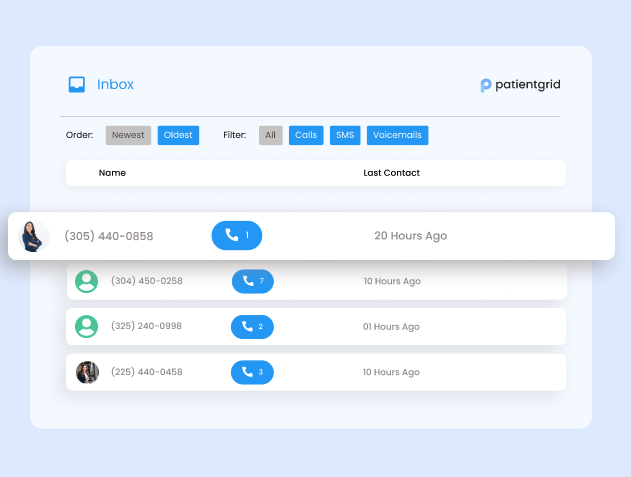 Inbox
patientgrid
Order: Newest Oldest Filter: All Calls SMS Voicemails
Name Last Contact
(305) 440-0858 1 20 Hours Ago
(304) 450-0258 7 10 Hours Ago
(325) 240-0998 2 01 Hours Ago
(225) 440-0458 3 10 Hours Ago